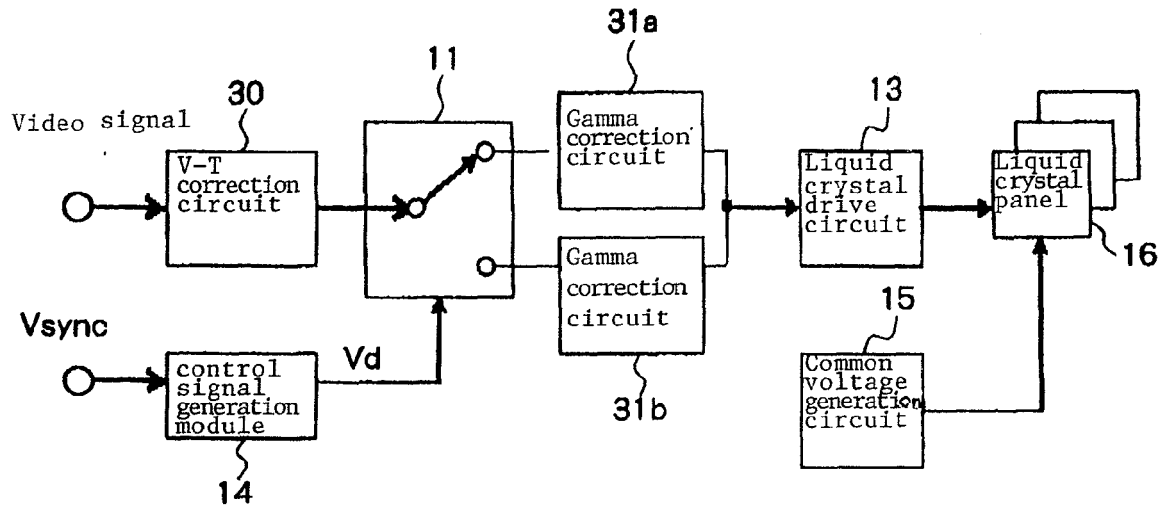 31a
11
30
13
Video signal
Gamma
correction
circuit
V-T
correction
circuit
Liquid
crystal
drive
circuit
Liquid
crystal
panel
16
Gamma
correction
circuit
Vsync
15
Vd
control
signal
generation
module
Common
voltage
generation
circuit
31b
14